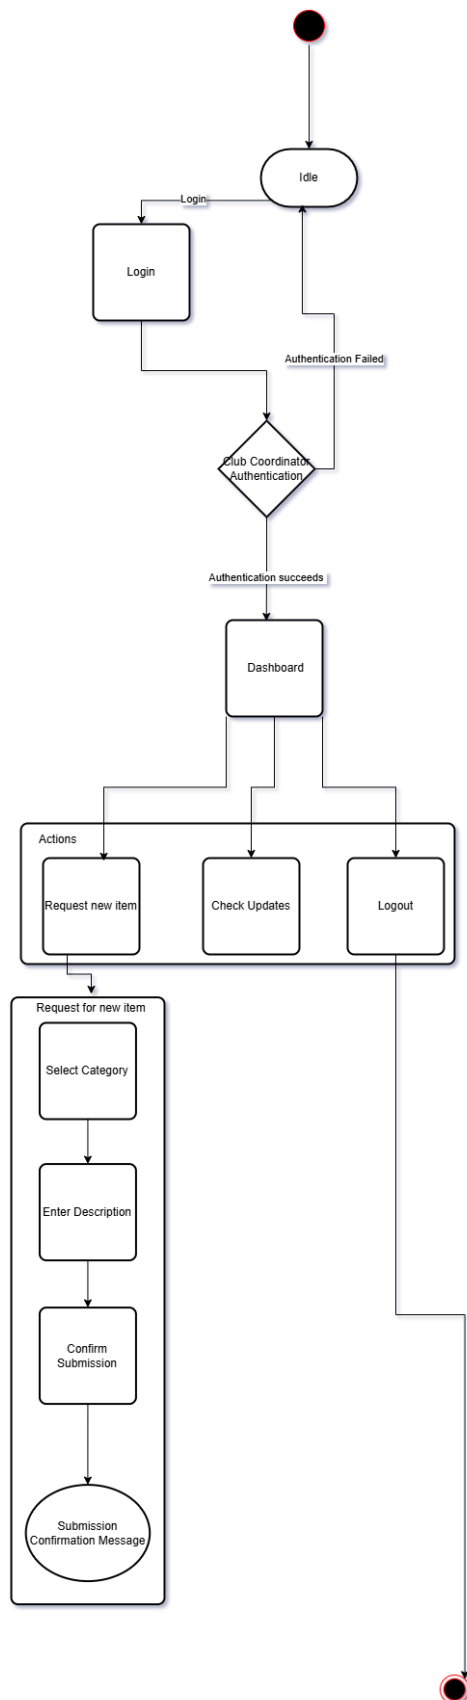 Idle
Login
Login
Authentication Failed
Club Coordinator
Authentication
Authentication succeeds
Dashboard
Actions
Request new item
Check Updates
Logout
Request for new item
Select Category
Enter Description
Confirm
Submission
Submission
Confirmation Message